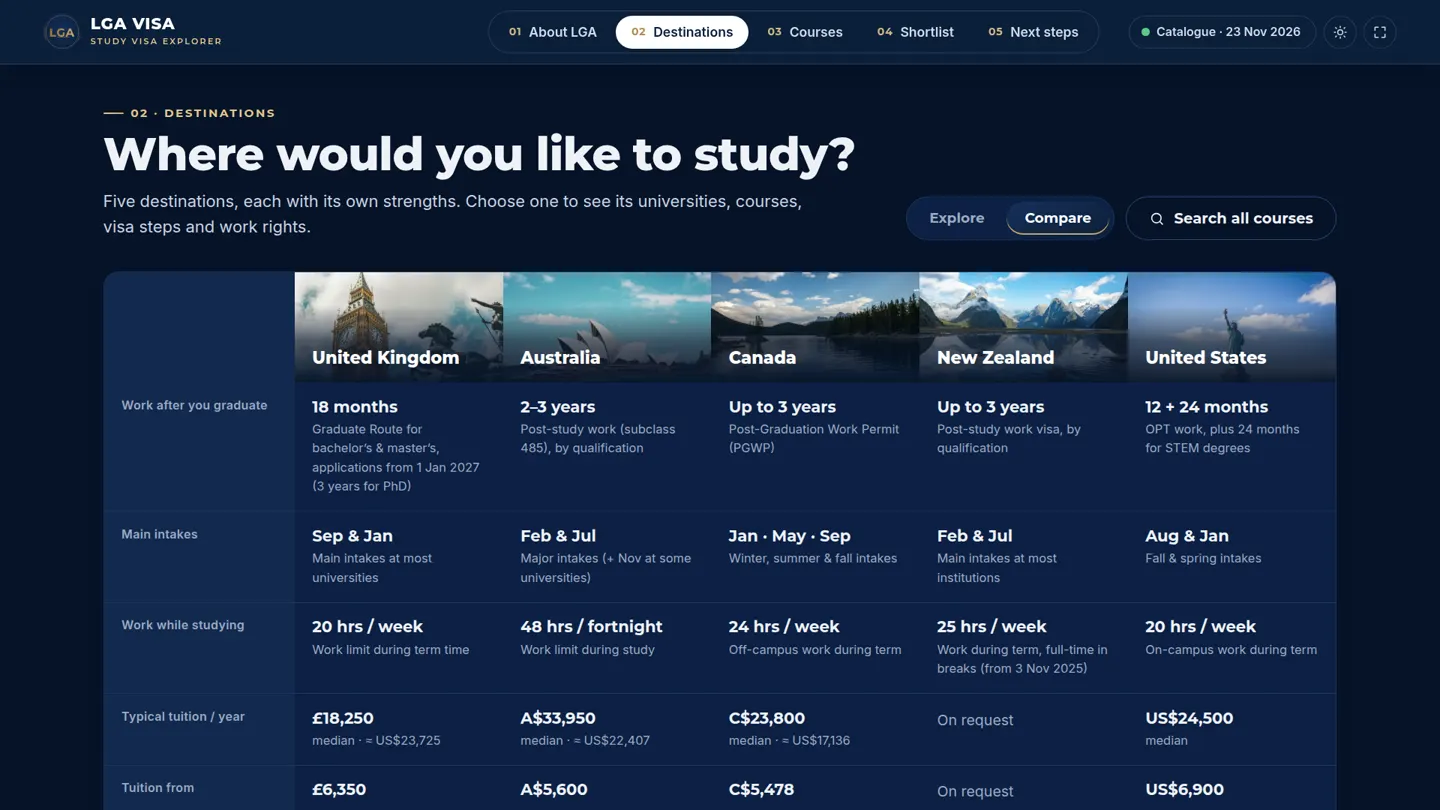 LGA
LGA VISA
STUDY VISA EXPLORER
01 About LGA
02 Destinations
03 Courses
04 Shortlist
05 Next steps
Catalogue · 23 Nov 2026
02 · DESTINATIONS
Where would you like to study?
Five destinations, each with its own strengths. Choose one to see its universities, courses,
visa steps and work rights.
Explore
Compare
Search all courses
United Kingdom
Australia
Canada
New Zealand
United States
Work after you graduate
18 months
Graduate Route for
bachelor’s & master’s,
applications from 1 Jan 2027
(3 years for PhD)
2–3 years
Post-study work (subclass
485), by qualification
Up to 3 years
Post-Graduation Work Permit
(PGWP)
Up to 3 years
Post-study work visa, by
qualification
12 + 24 months
OPT work, plus 24 months
for STEM degrees
Main intakes
Sep & Jan
Main intakes at most
universities
Feb & Jul
Major intakes (+ Nov at some
universities)
Jan · May · Sep
Winter, summer & fall intakes
Feb & Jul
Main intakes at most
institutions
Aug & Jan
Fall & spring intakes
Work while studying
20 hrs / week
Work limit during term time
48 hrs / fortnight
Work limit during study
24 hrs / week
Off-campus work during term
25 hrs / week
Work during term, full-time in
breaks (from 3 Nov 2025)
20 hrs / week
On-campus work during term
Typical tuition / year
£18,250
median · ≈ US$23,725
A$33,950
median · ≈ US$22,407
C$23,800
median · ≈ US$17,136
On request
US$24,500
median
Tuition from
£6,350
A$5,600
C$5,478
On request
US$6,900